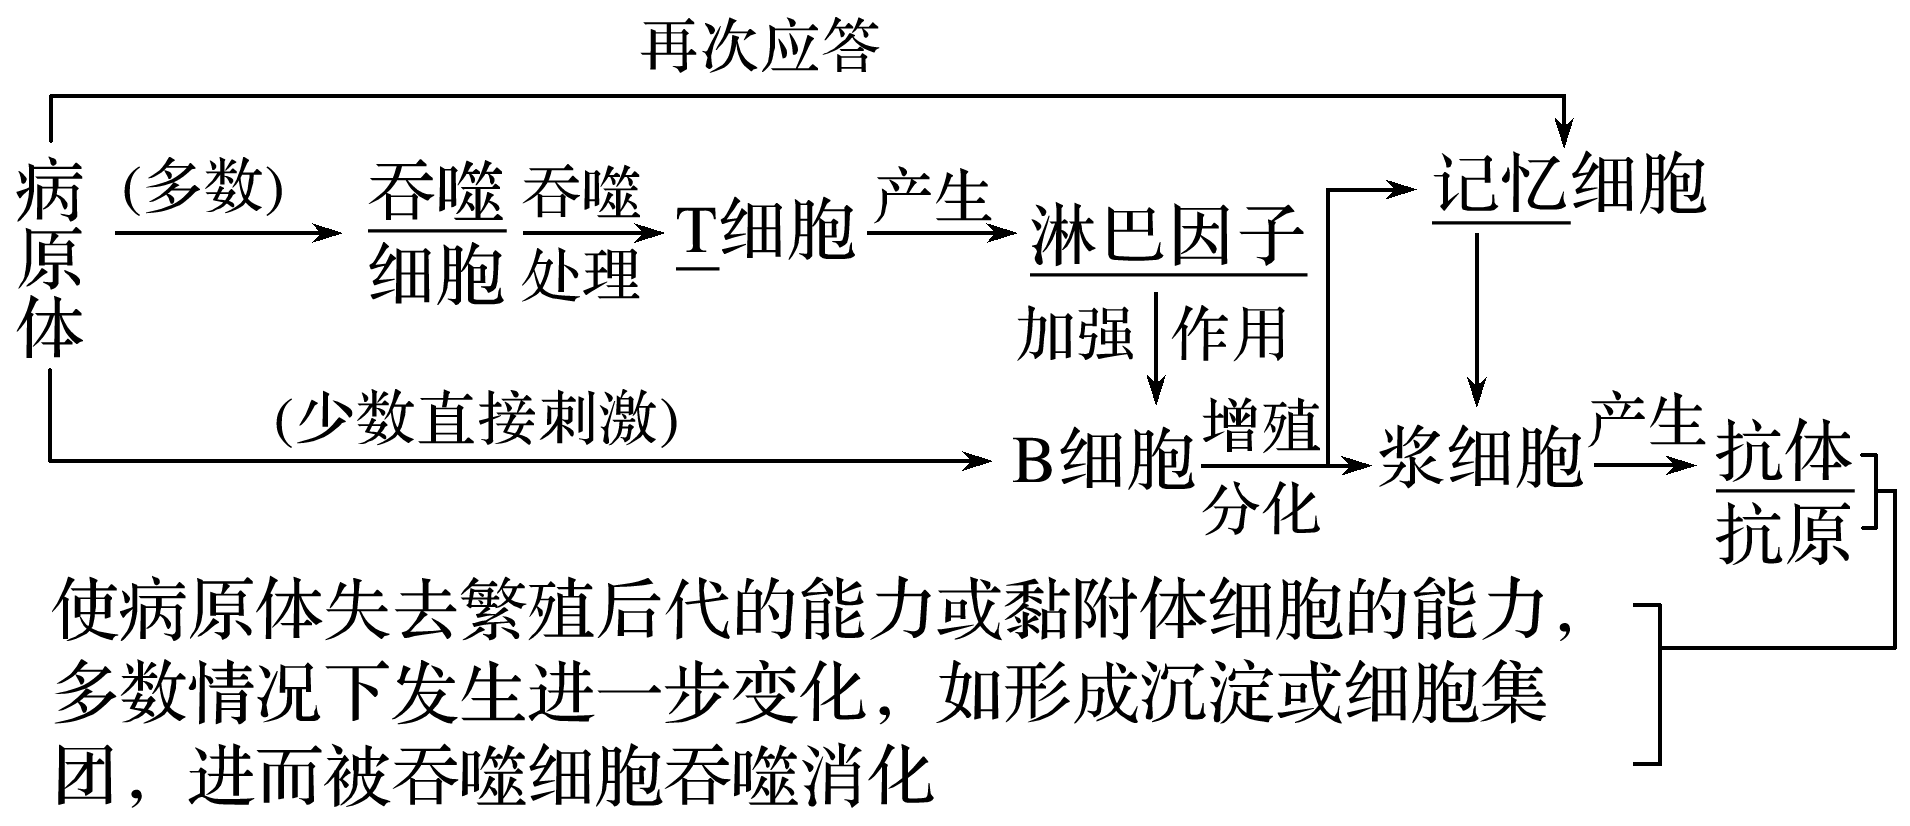 再次应答
病原体
(多数)
吞噬
细胞
吞噬
处理
T细胞
产生
淋巴因子
记忆细胞
加强 作用
(少数直接刺激)
B细胞
增殖
分化
浆细胞
产生
抗体
抗原
使病原体失去繁殖后代的能力或黏附体细胞的能力，
多数情况下发生进一步变化，如形成沉淀或细胞集
团，进而被吞噬细胞吞噬消化